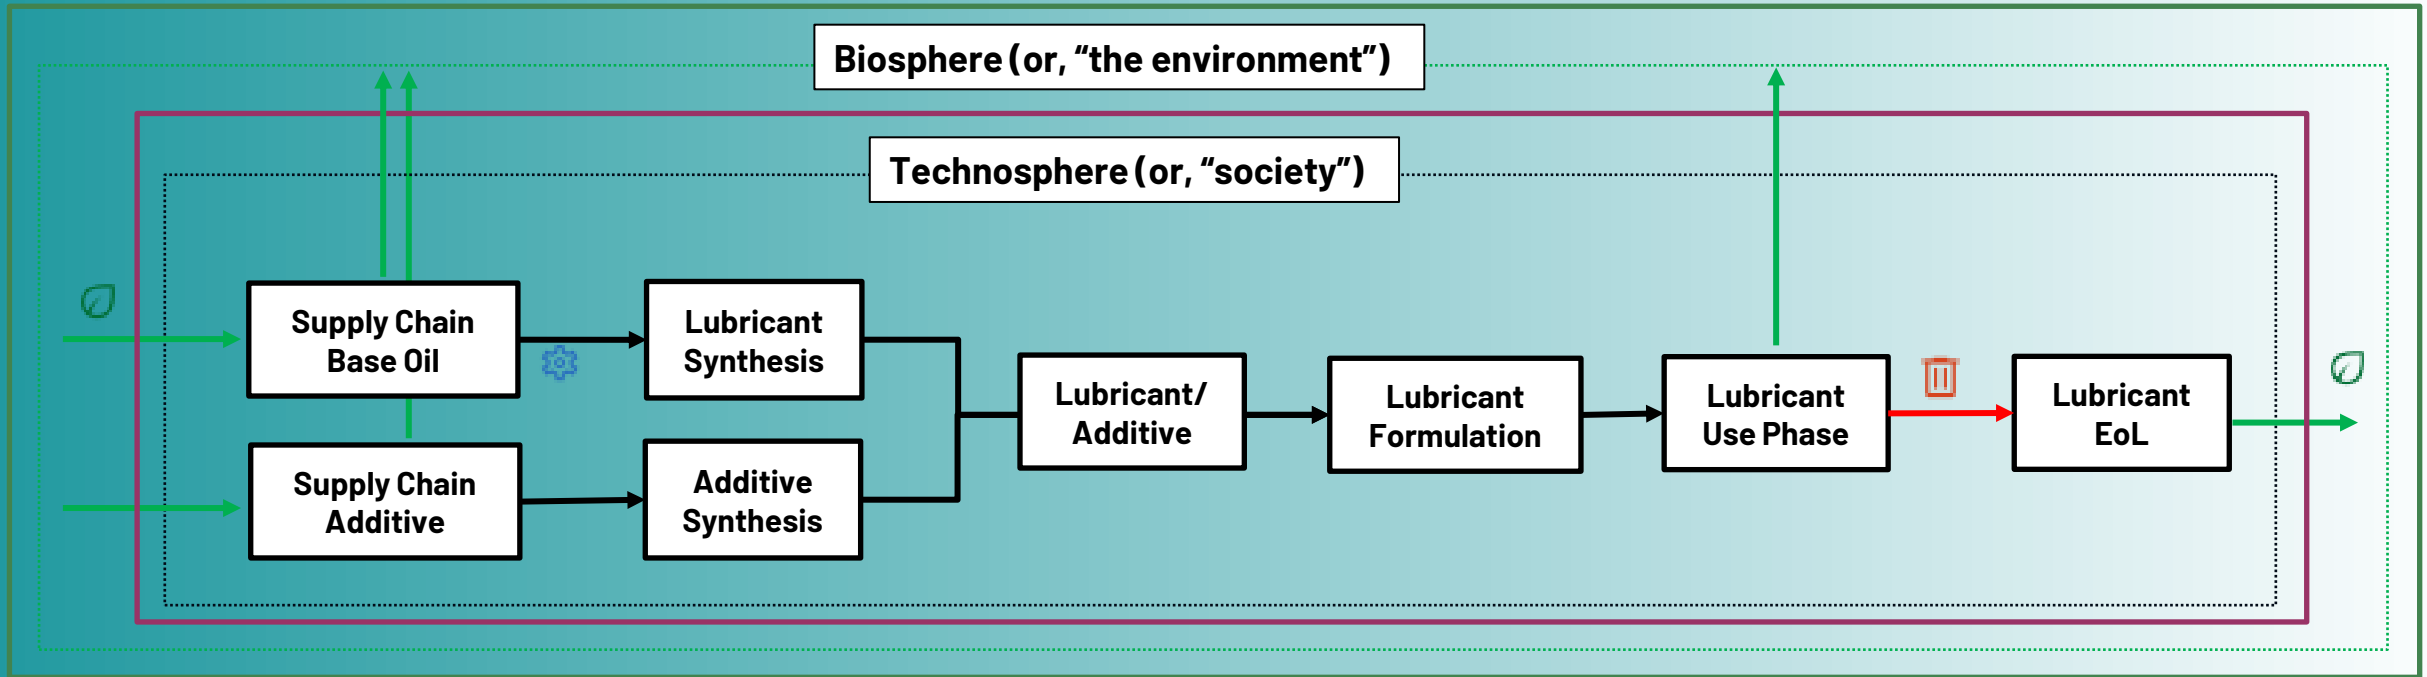 Biosphere (or, “the environment”)
Technosphere (or, “society”)
Supply Chain
Base Oil
Lubricant
Synthesis
Supply Chain
Additive
Additive
Synthesis
Lubricant/
Additive
Lubricant
Formulation
Lubricant
Use Phase
Lubricant
EoL